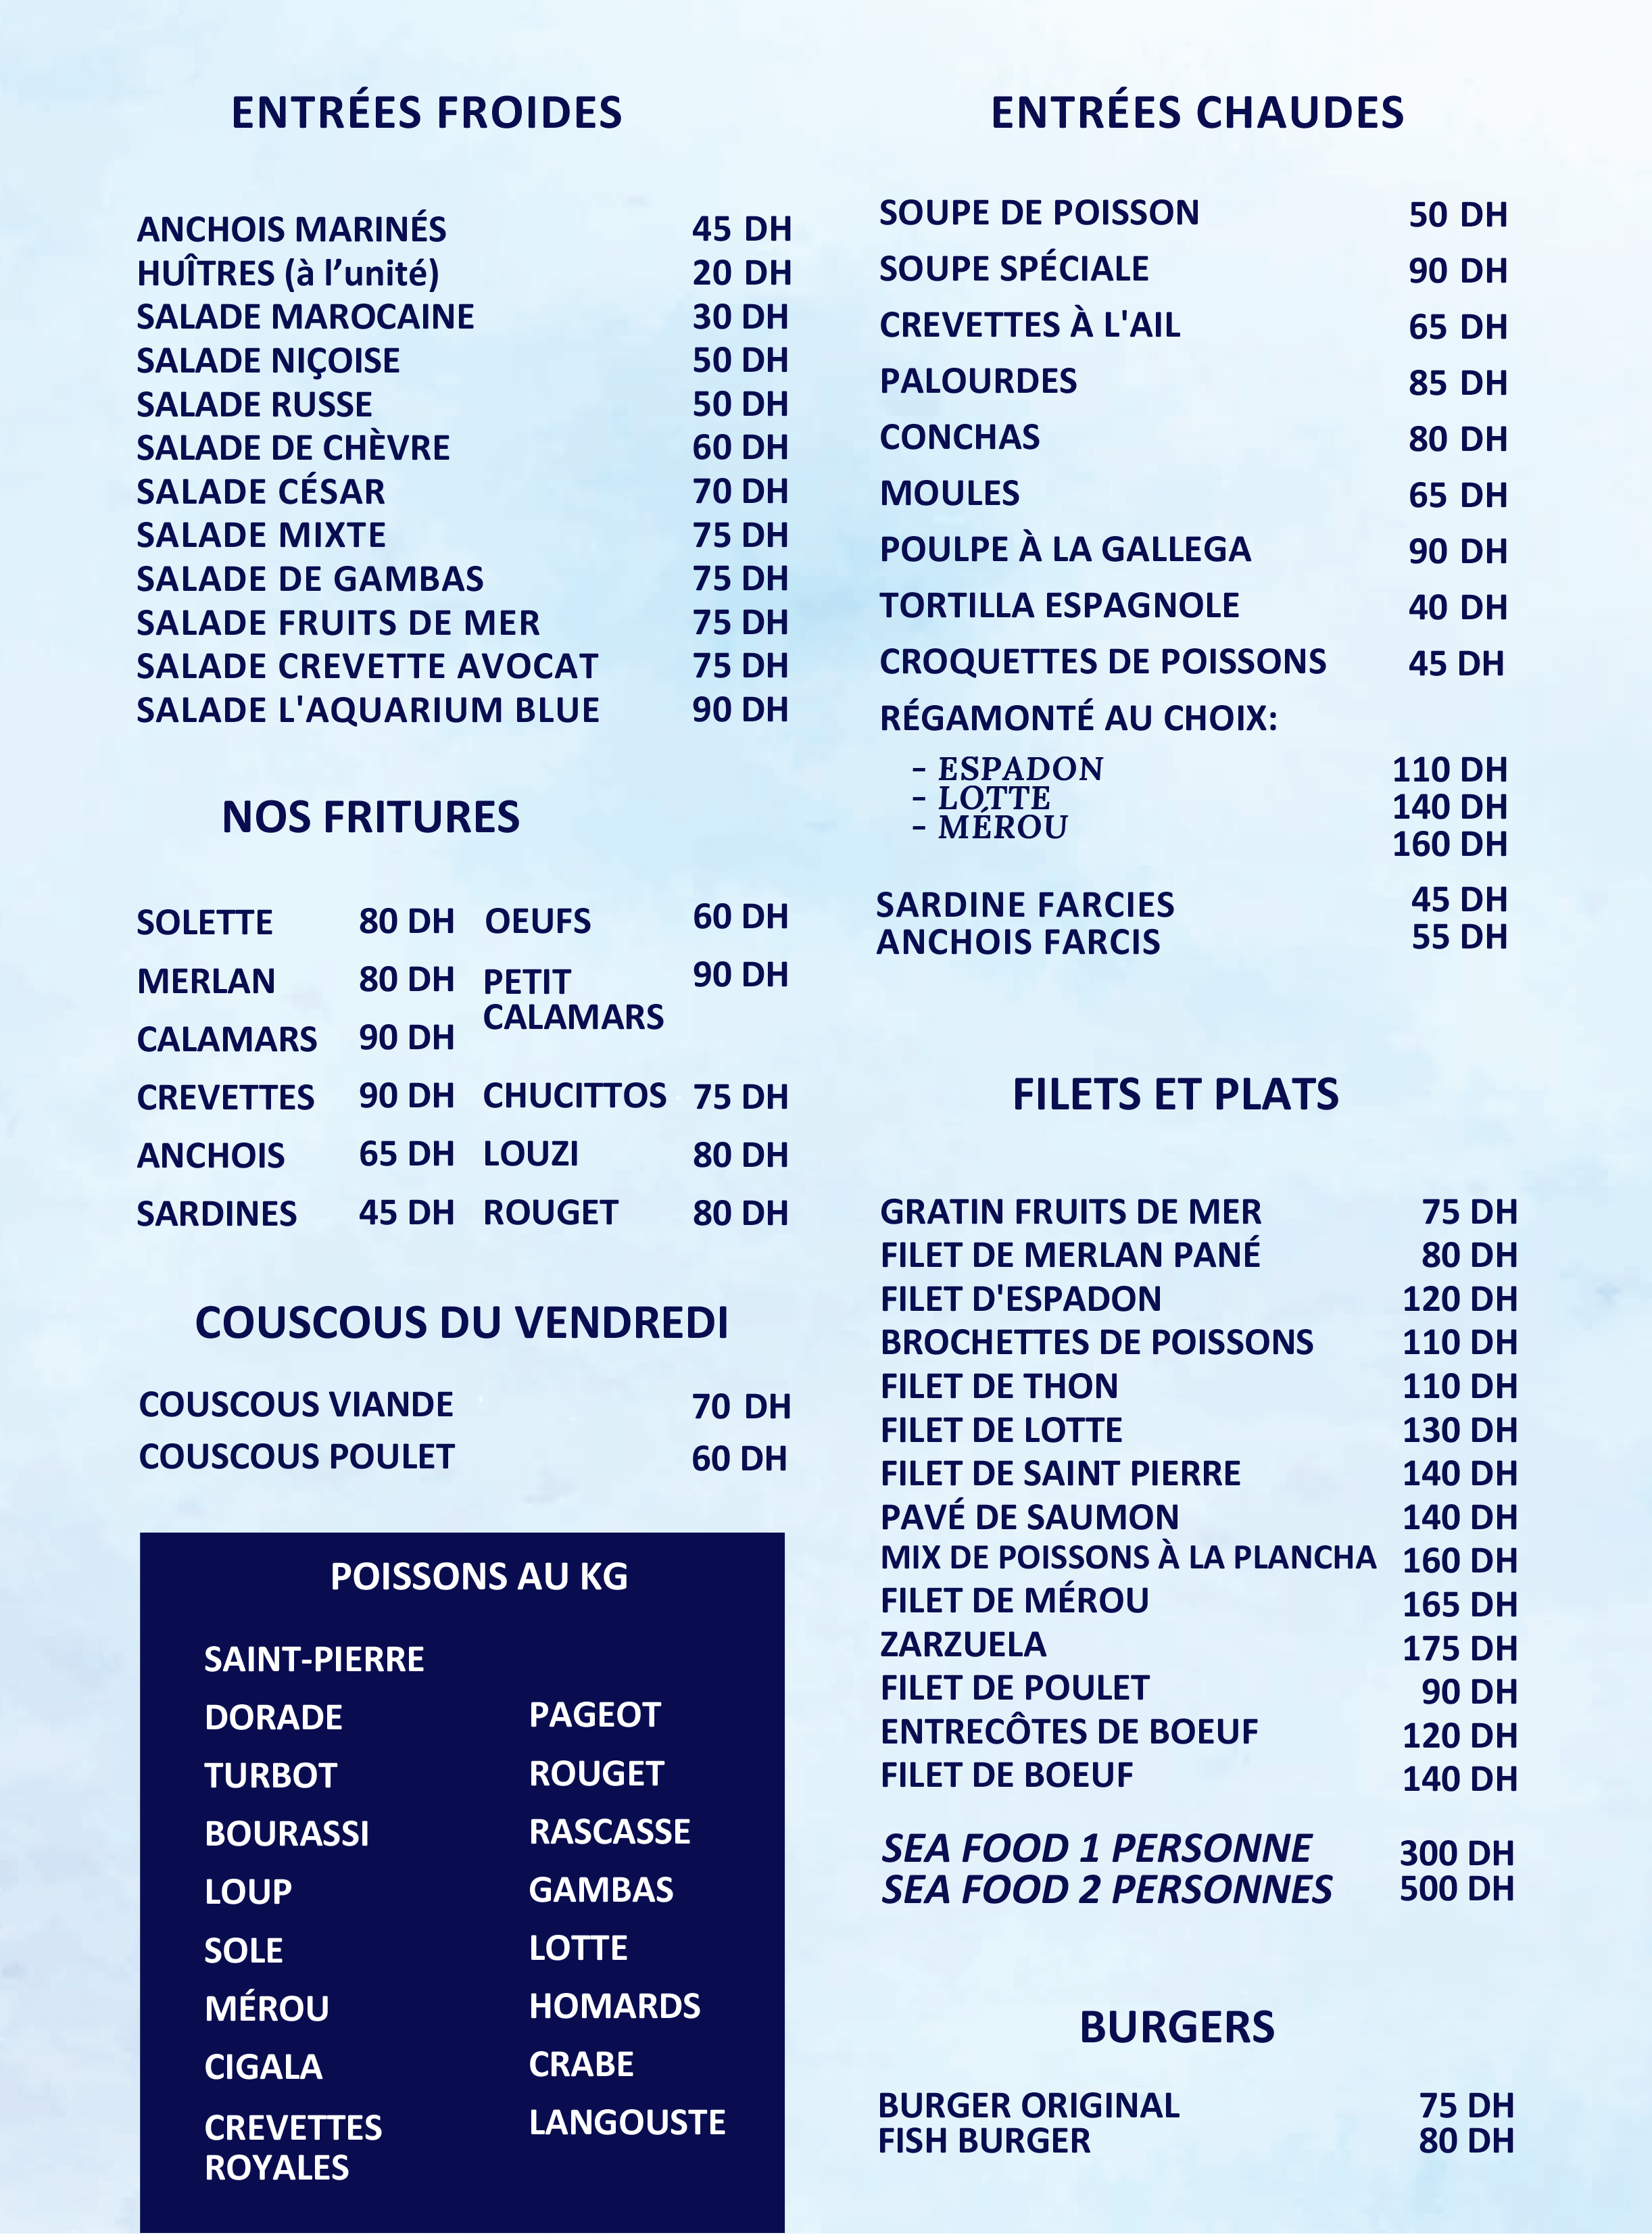 ENTRÉES FROIDES
ANCHOIS MARINÉS 45 DH
HUÎTRES (à l’unité) 20 DH
SALADE MAROCAINE 30 DH
SALADE NIÇOISE 50 DH
SALADE RUSSE 50 DH
SALADE DE CHÈVRE 60 DH
SALADE CÉSAR 70 DH
SALADE MIXTE 75 DH
SALADE DE GAMBAS 75 DH
SALADE FRUITS DE MER 75 DH
SALADE CREVETTE AVOCAT 75 DH
SALADE L'AQUARIUM BLUE 90 DH
NOS FRITURES
SOLETTE 80 DH
MERLAN 80 DH
CALAMARS 90 DH
CREVETTES 90 DH
ANCHOIS 65 DH
SARDINES 45 DH
OEUFS 60 DH
PETIT 90 DH
CALAMARS
CHUCITTOS 75 DH
LOUZI 80 DH
ROUGET 80 DH
COUSCOUS DU VENDREDI
COUSCOUS VIANDE 70 DH
COUSCOUS POULET 60 DH
POISSONS AU KG
SAINT-PIERRE
DORADE
TURBOT
BOURASSI
LOUP
SOLE
MÉROU
CIGALA
CREVETTES
ROYALES
PAGEOT
ROUGET
RASCASSE
GAMBAS
LOTTE
HOMARDS
CRABE
LANGOUSTE
ENTRÉES CHAUDES
SOUPE DE POISSON 50 DH
SOUPE SPÉCIALE 90 DH
CREVETTES À L'AIL 65 DH
PALOURDES 85 DH
CONCHAS 80 DH
MOULES 65 DH
POULPE À LA GALLEGA 90 DH
TORTILLA ESPAGNOLE 40 DH
CROQUETTES DE POISSONS 45 DH
RÉGAMONTÉ AU CHOIX:
- ESPADON 110 DH
- LOTTE 140 DH
- MÉROU 160 DH
SARDINE FARCIES 45 DH
ANCHOIS FARCIS 55 DH
FILETS ET PLATS
GRATIN FRUITS DE MER 75 DH
FILET DE MERLAN PANÉ 80 DH
FILET D'ESPADON 120 DH
BROCHETTES DE POISSONS 110 DH
FILET DE THON 110 DH
FILET DE LOTTE 130 DH
FILET DE SAINT PIERRE 140 DH
PAVÉ DE SAUMON 140 DH
MIX DE POISSONS À LA PLANCHA 160 DH
FILET DE MÉROU 165 DH
ZARZUELA 175 DH
FILET DE POULET 90 DH
ENTRECÔTES DE BOEUF 120 DH
FILET DE BOEUF 140 DH
SEA FOOD 1 PERSONNE 300 DH
SEA FOOD 2 PERSONNES 500 DH
BURGERS
BURGER ORIGINAL 75 DH
FISH BURGER 80 DH